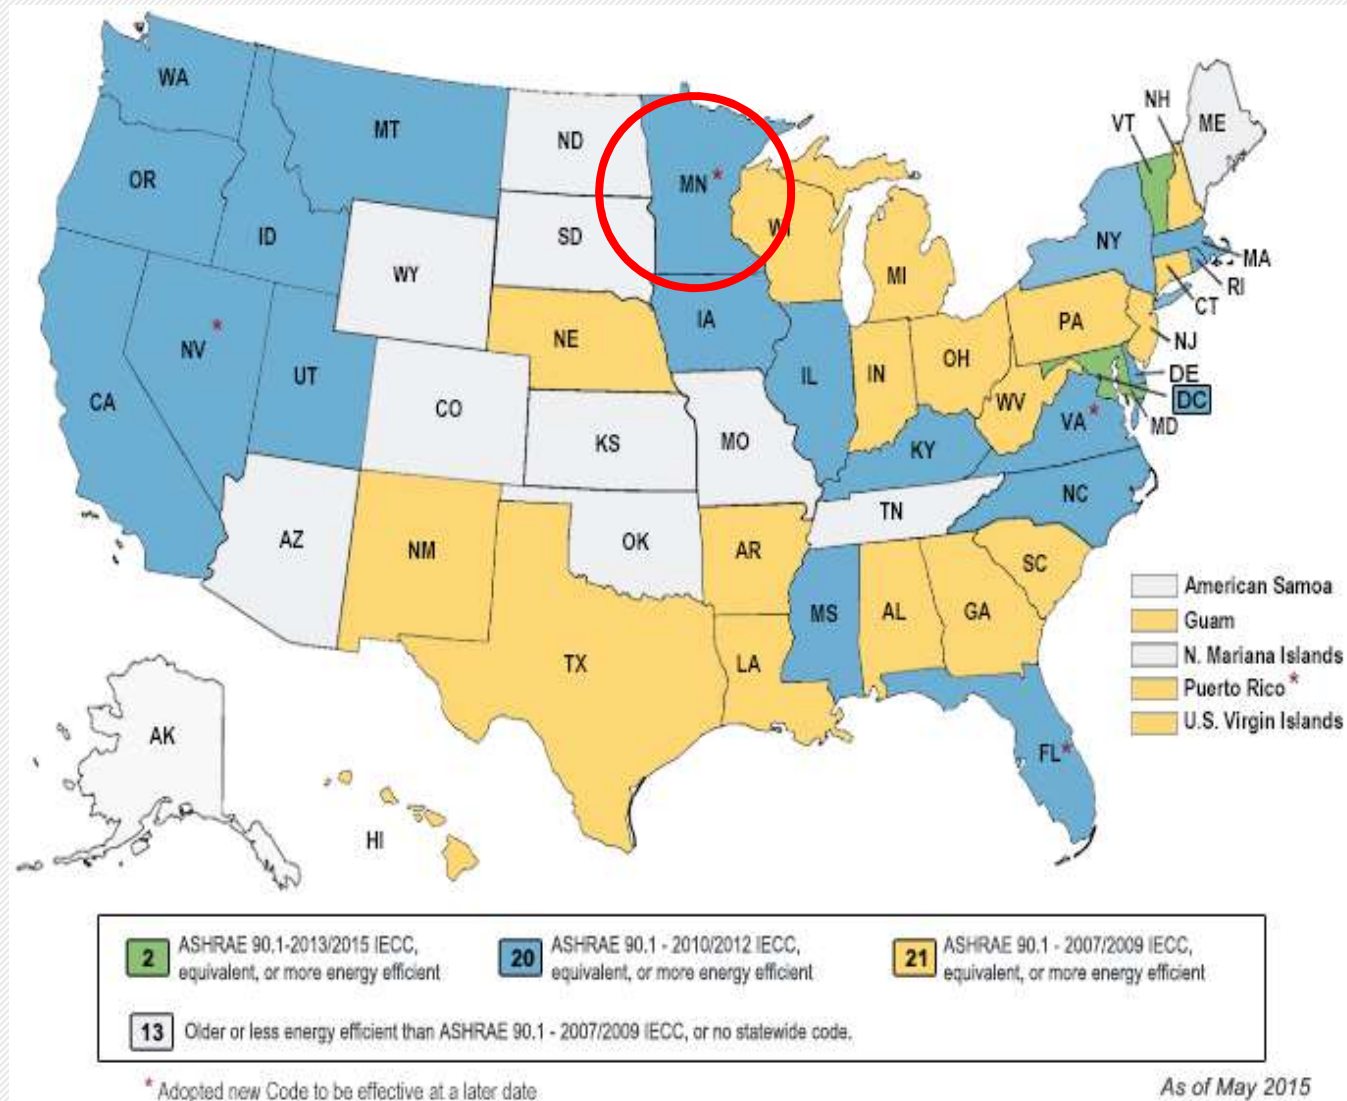 WA
MT
ND
MN *
OR
ID
SD
WI
WY
MI
NH
VT
ME
NY
MA
RI
CT
NE
IA
PA
NJ
NV *
UT
IL
IN
OH
DE
DC
CA
CO
WV
VA *
MD
KS
MO
KY
NC
AZ
NM
OK
AR
TN
SC
MS
AL
GA
TX
LA
FL *
AK
HI
American Samoa
Guam
N. Mariana Islands
Puerto Rico *
U.S. Virgin Islands
2 ASHRAE 90.1-2013/2015 IECC,
equivalent, or more energy efficient
20 ASHRAE 90.1 - 2010/2012 IECC,
equivalent, or more energy efficient
21 ASHRAE 90.1 - 2007/2009 IECC,
equivalent, or more energy efficient
13 Older or less energy efficient than ASHRAE 90.1 - 2007/2009 IECC, or no statewide code.
* Adopted new Code to be effective at a later date
As of May 2015